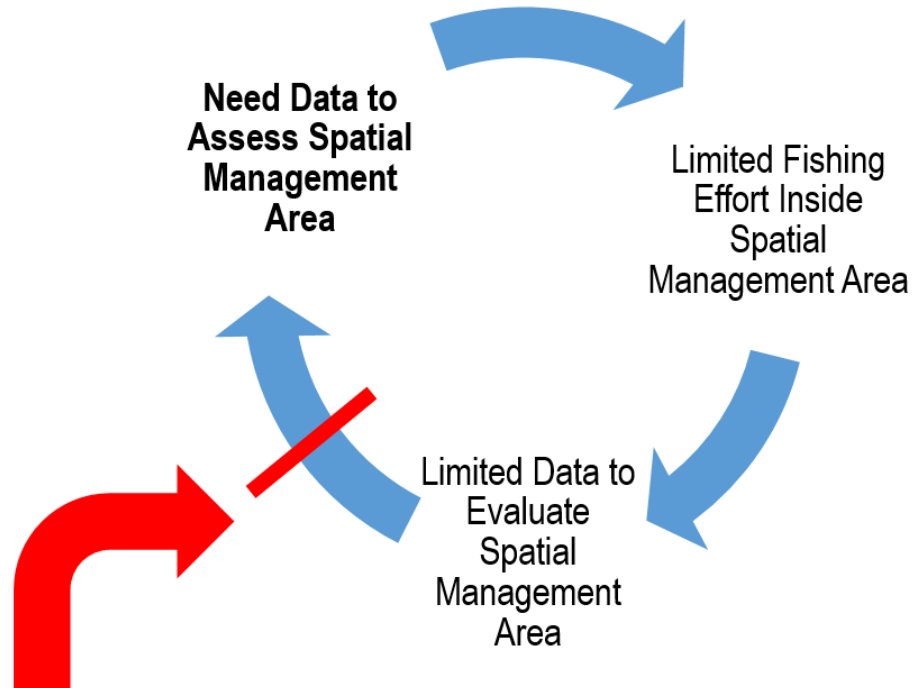 Need Data to
Assess Spatial
Management
Area
Limited Fishing
Effort Inside
Spatial
Management Area
Limited Data to
Evaluate
Spatial
Management
Area